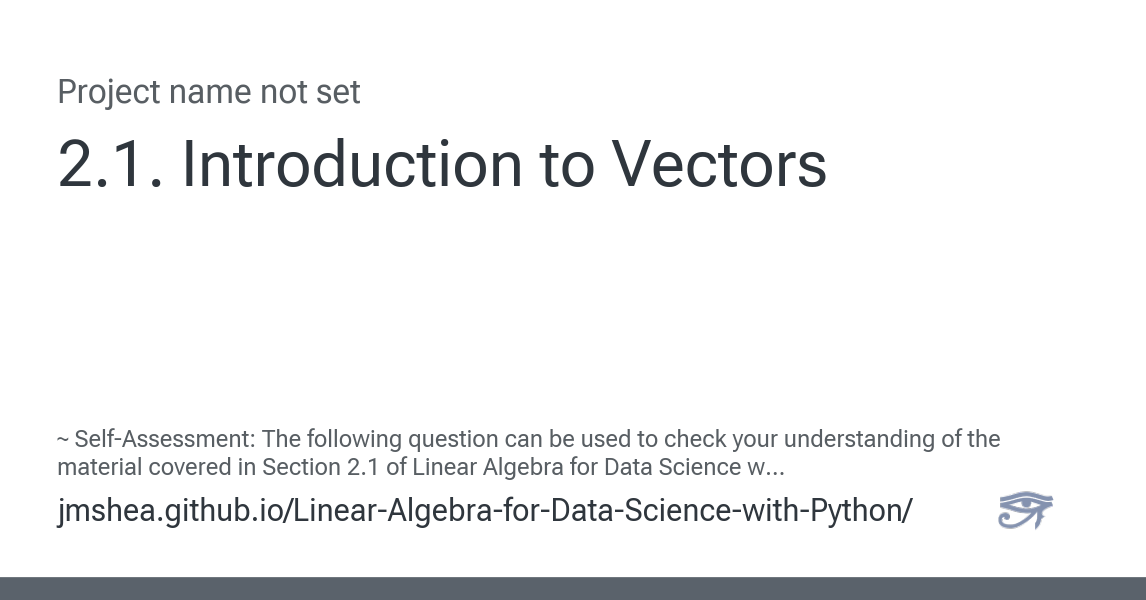 Project name not set
2.1. Introduction to Vectors
~ Self-Assessment: The following question can be used to check your understanding of the
material covered in Section 2.1 of Linear Algebra for Data Science w...
jmshea.github.io/Linear-Algebra-for-Data-Science-with-Python/